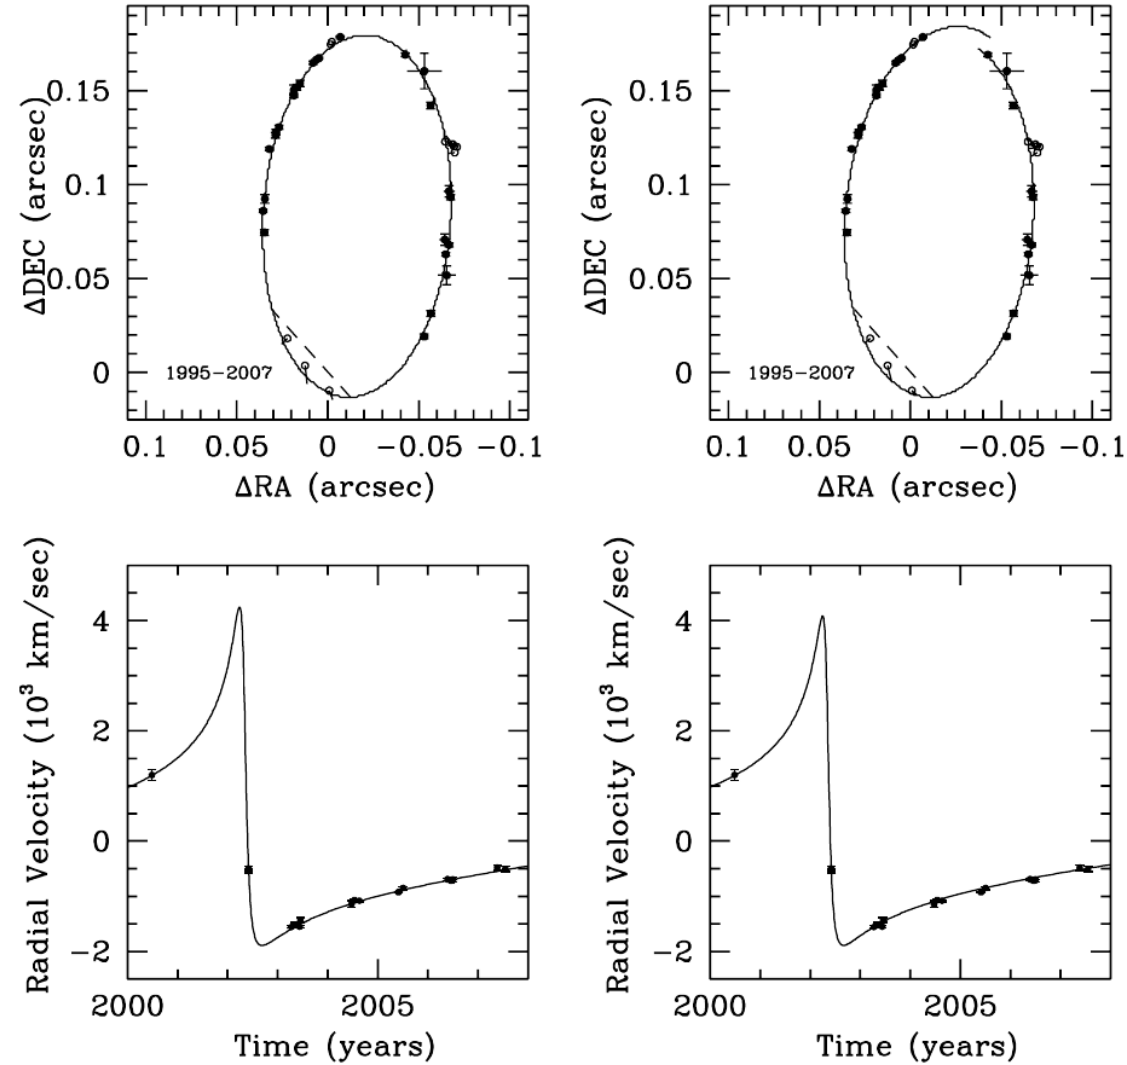 ΔDEC (arcsec)
0.15
0.1
0.05
0
1995−2007
0.1 0.05 0 −0.05 −0.1
ΔRA (arcsec)
ΔDEC (arcsec)
0.15
0.1
0.05
0
1995−2007
0.1 0.05 0 −0.05 −0.1
ΔRA (arcsec)
Radial Velocity (10³ km/sec)
4
2
0
−2
2000 2005
Time (years)
Radial Velocity (10³ km/sec)
4
2
0
−2
2000 2005
Time (years)